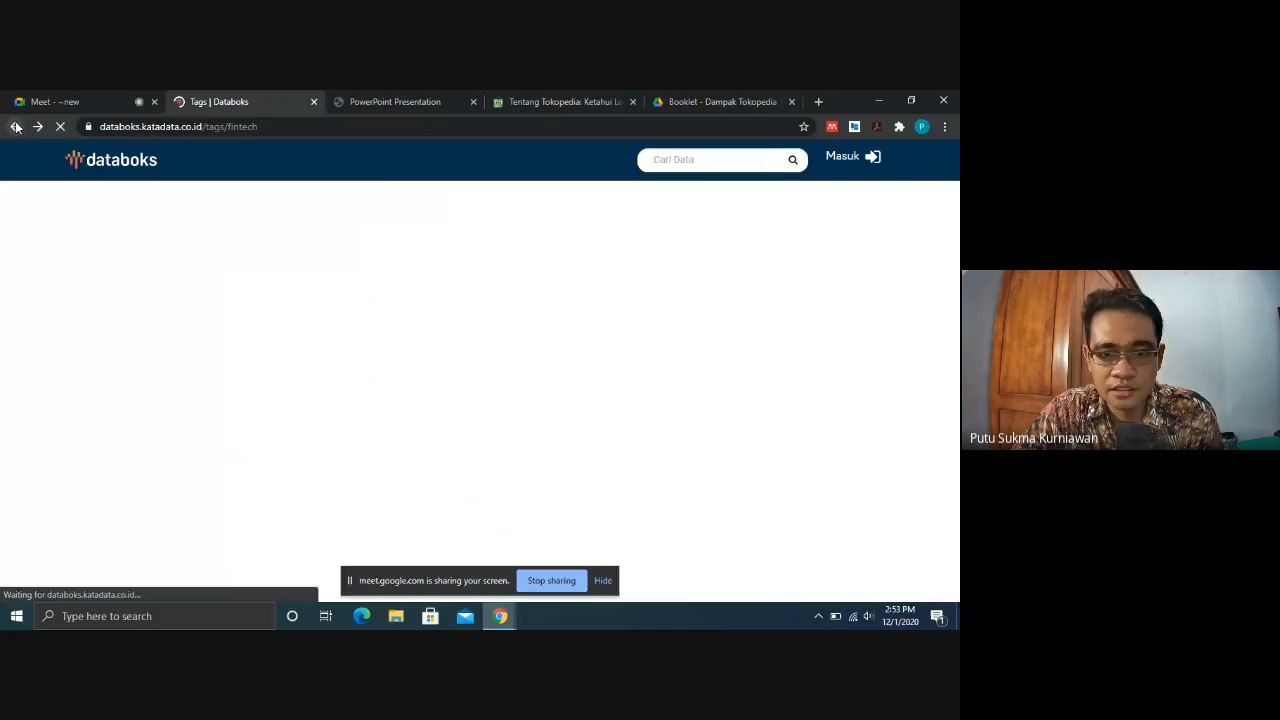 Meet - ~new
Tags | Databoks
PowerPoint Presentation
Tentang Tokopedia: Ketahui Le
Booklet - Dampak Tokopedia
databoks.katadata.co.id/tags/fintech
P
databoks
Cari Data
Masuk
Putu Sukma Kurniawan
meet.google.com is sharing your screen.
Stop sharing
Hide
Waiting for databoks.katadata.co.id...
Type here to search
2:53 PM
12/1/2020
1